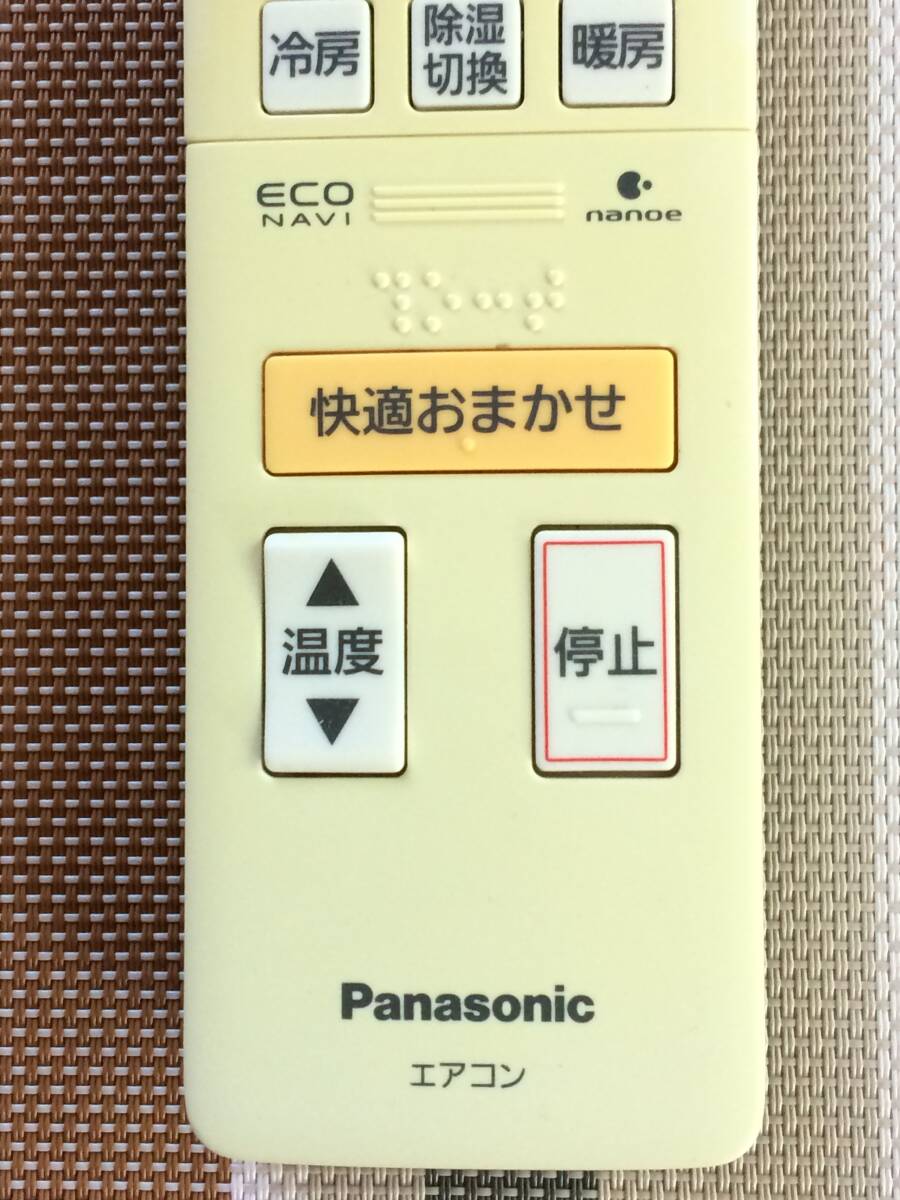 冷房
除湿
切換
暖房
ECO
NAVI
nanoe
快適おまかせ
▲
温度
▼
停止
Panasonic
エアコン